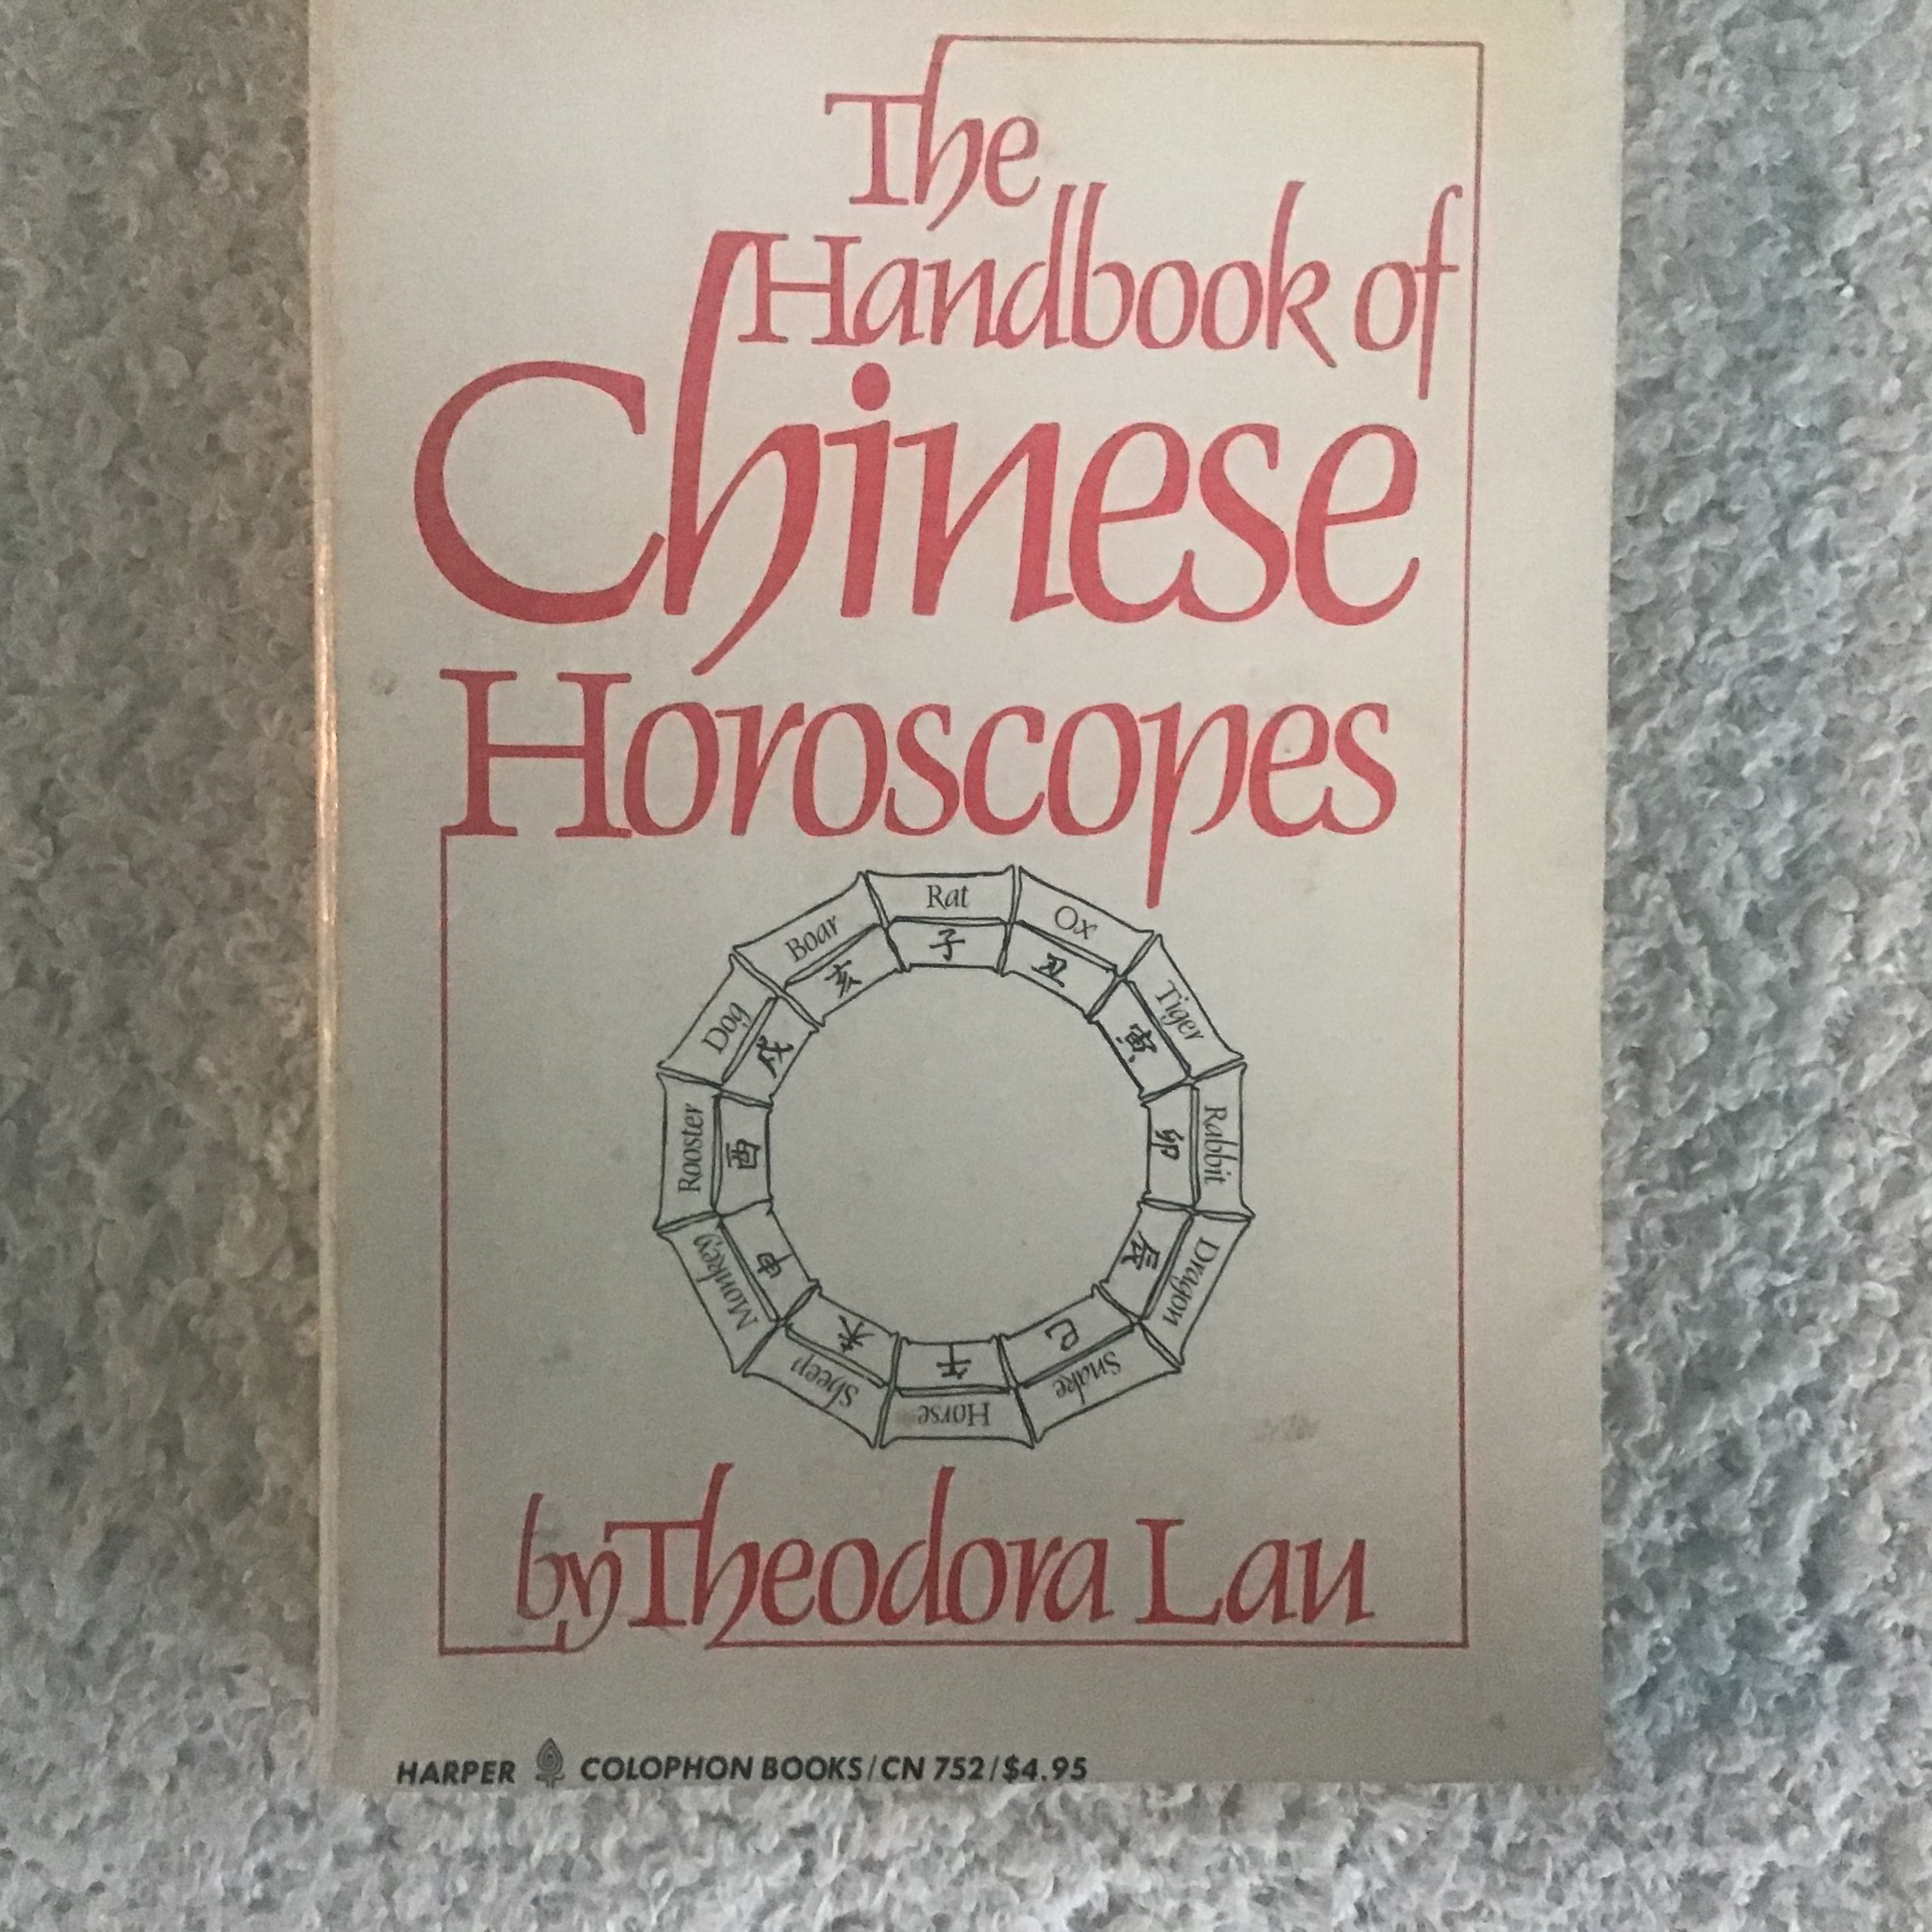 The
Handbook of
Chinese
Horoscopes
Rat
子
Ox
丑
Tiger
寅
Rabbit
卯
Dragon
辰
Snake
巳
Horse
午
Sheep
未
Monkey
申
Rooster
酉
Dog
戌
Boar
亥
by Theodora Lau
HARPER COLOPHON BOOKS/CN 752/$4.95